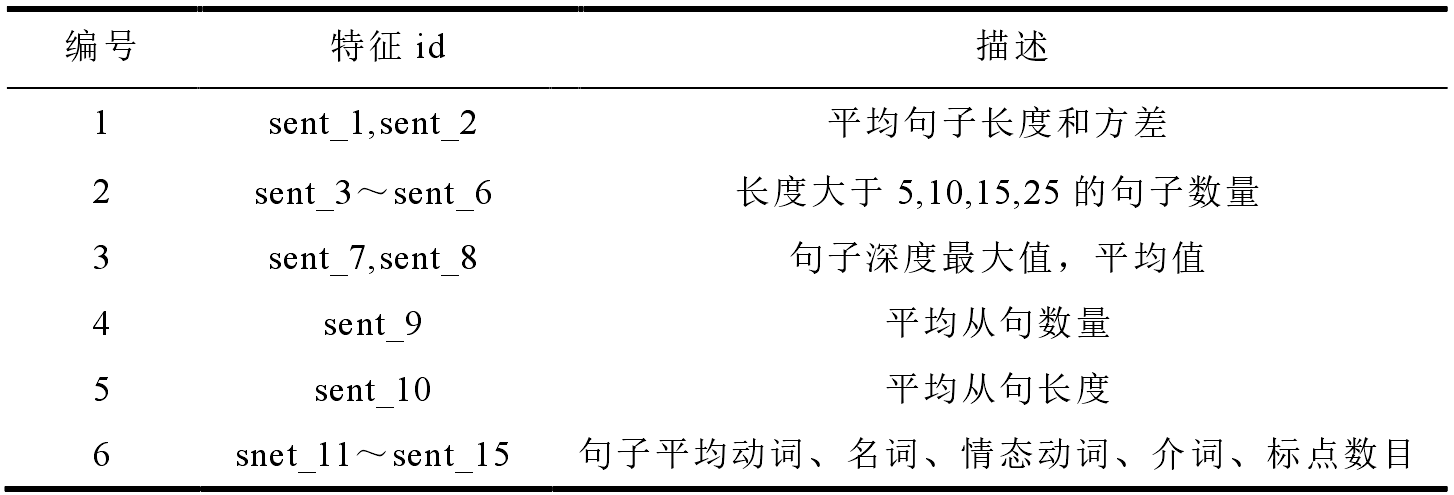 编号 特征id 描述
1 sent_1,sent_2 平均句子长度和方差
2 sent_3～sent_6 长度大于5,10,15,25的句子数量
3 sent_7,sent_8 句子深度最大值，平均值
4 sent_9 平均从句数量
5 sent_10 平均从句长度
6 snet_11～sent_15 句子平均动词、名词、情态动词、介词、标点数目